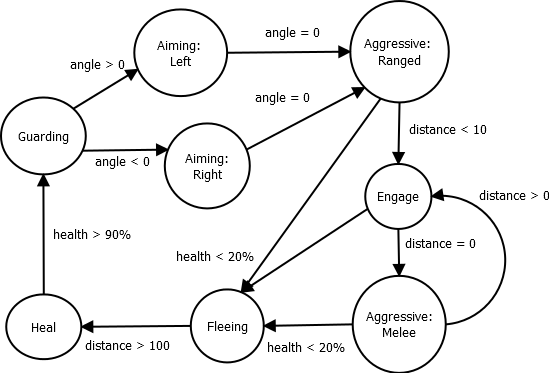 angle = 0
Aiming:
Left
Aggressive:
Ranged
angle > 0
angle = 0
Guarding
distance < 10
angle < 0
Aiming:
Right
Engage
distance > 0
health > 90%
distance = 0
health < 20%
Heal
Fleeing
Aggressive:
Melee
distance > 100
health < 20%